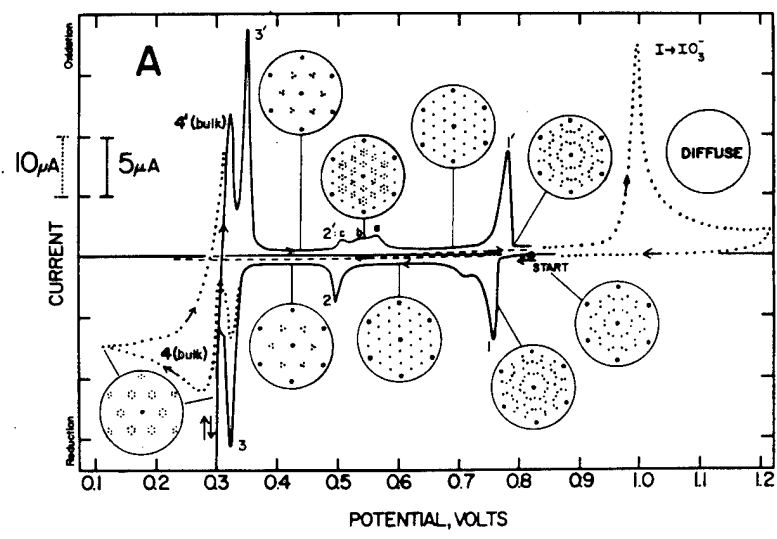 A
Oxidation
3'
4' (bulk)
I→IO₃⁻
1'
DIFFUSE
10μA
5μA
2'
c
b
a
CURRENT
START
2
1
4(bulk)
3
Reduction
0.1 0.2 0.3 0.4 0.5 0.6 0.7 0.8 0.9 1.0 1.1 1.2
POTENTIAL, VOLTS